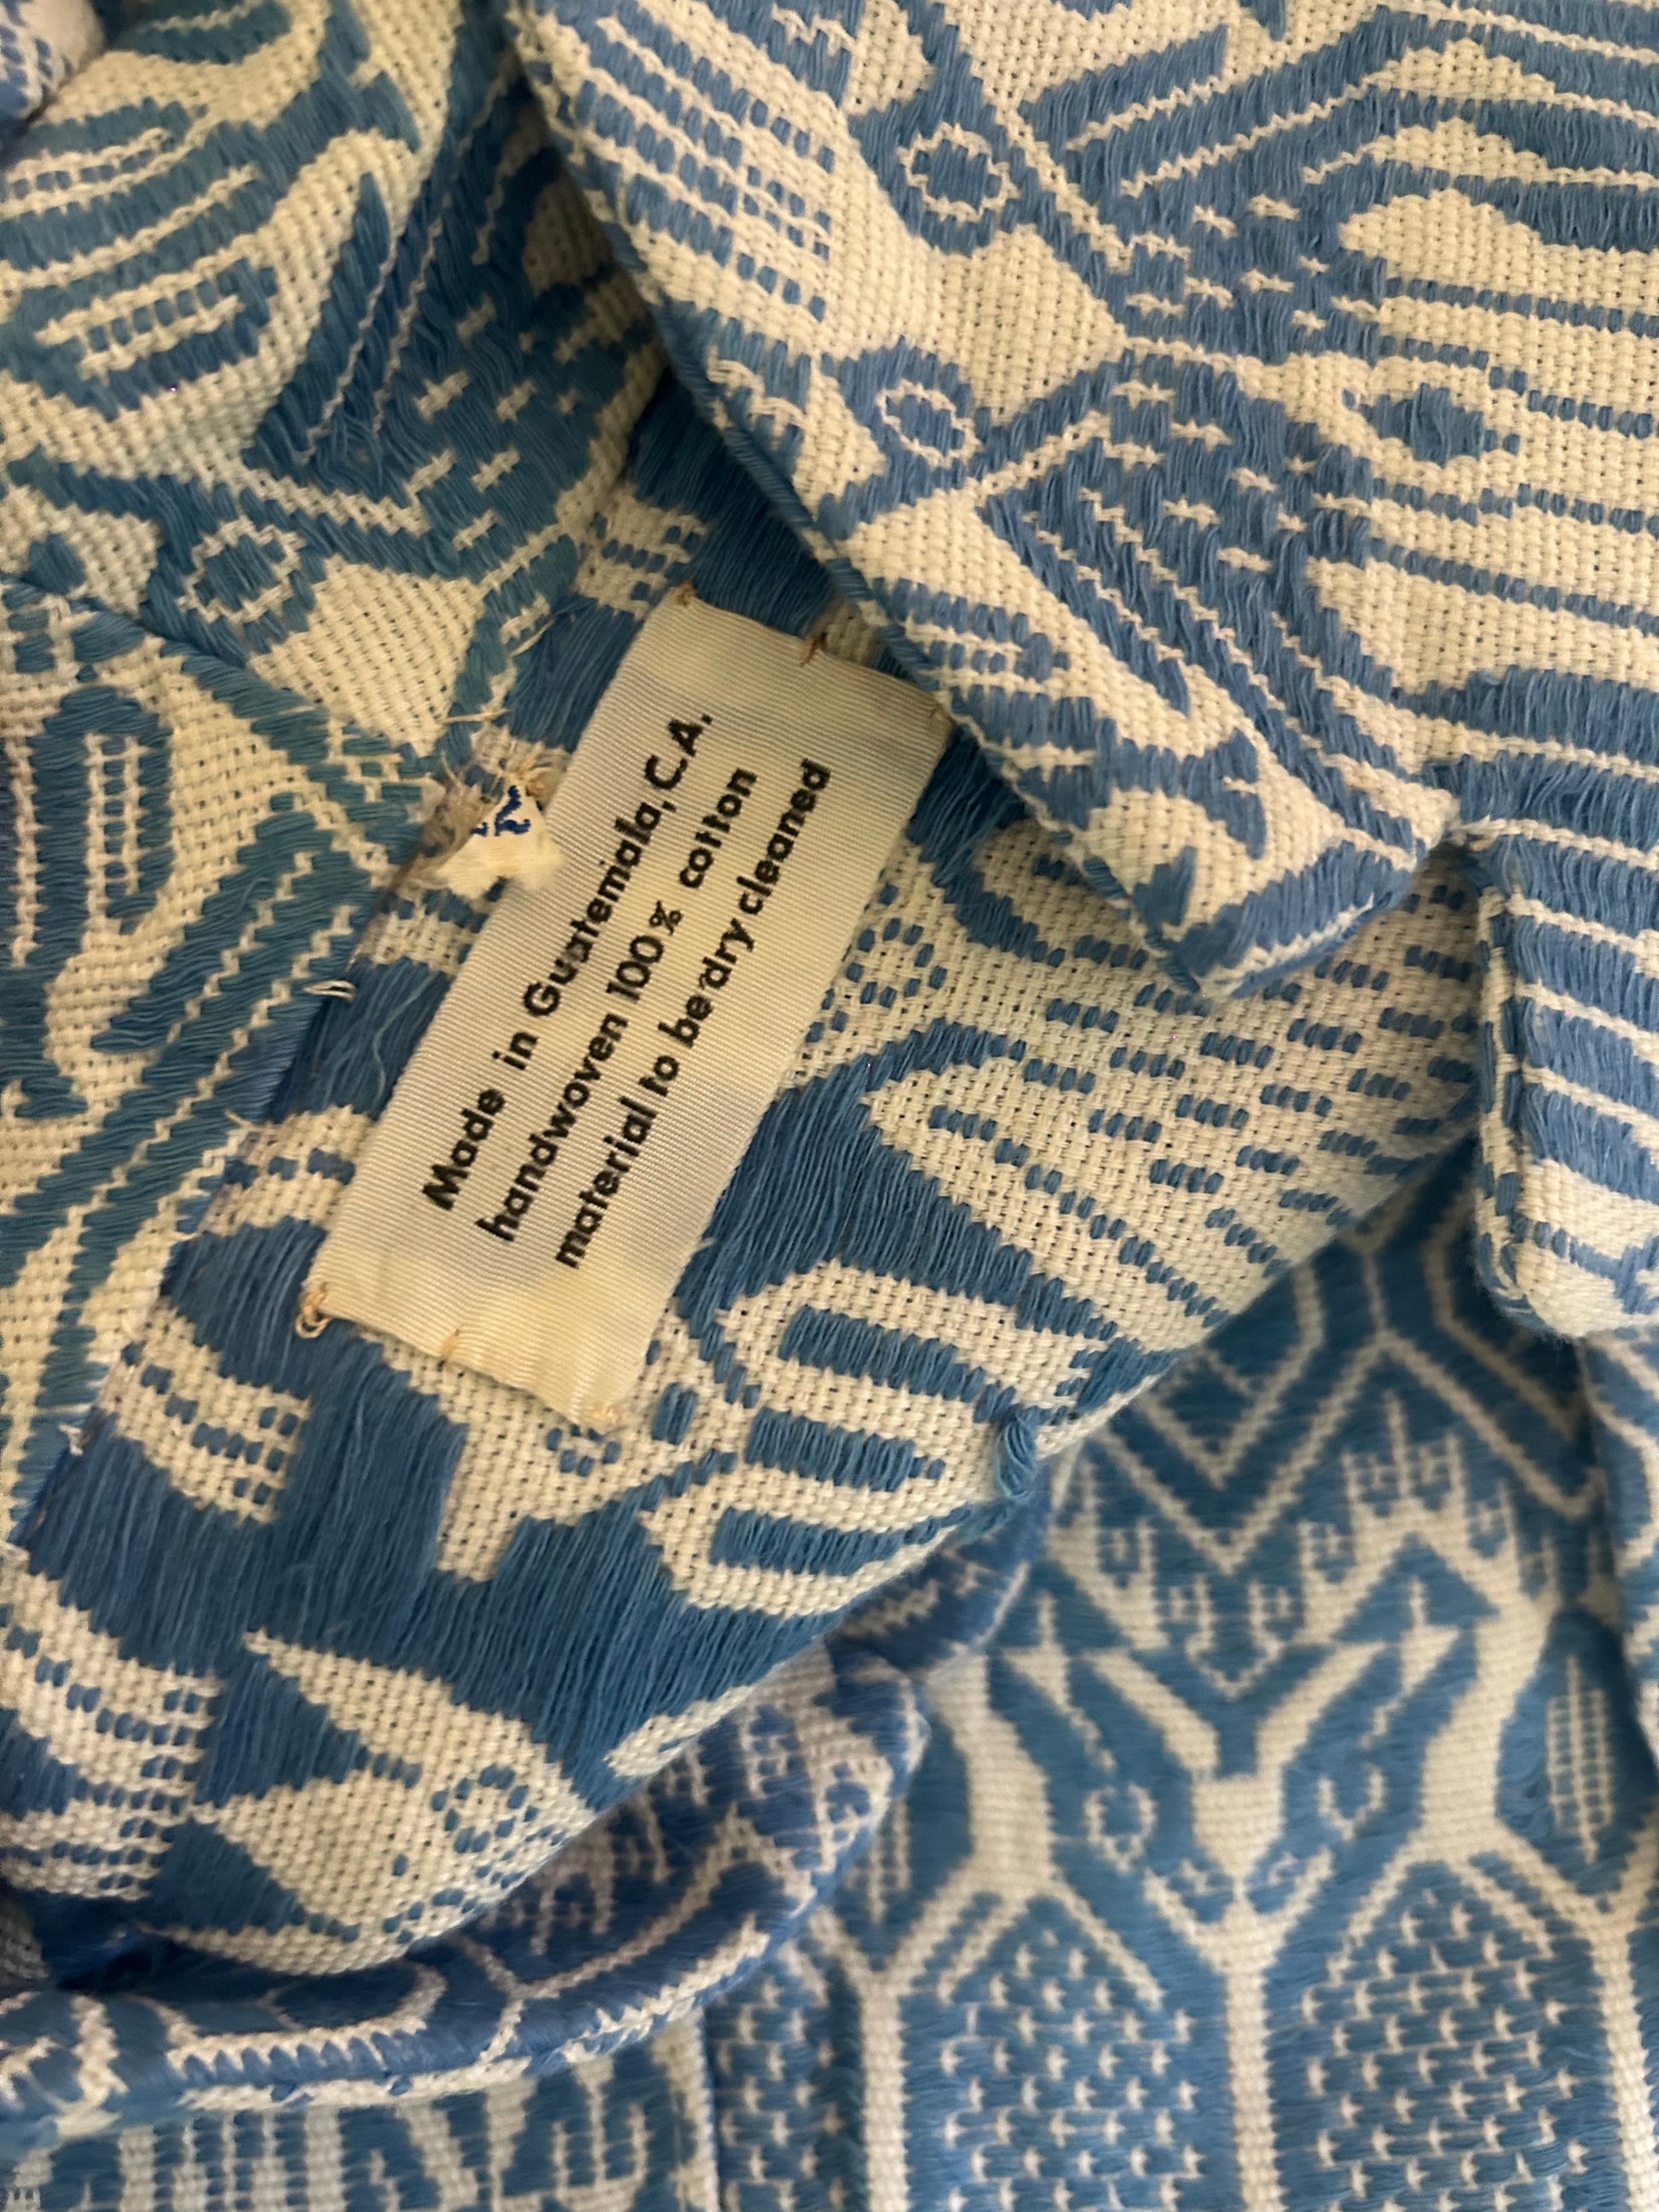 Made in Guatemala, C.A.
handwoven 100% cotton
material to be dry cleaned